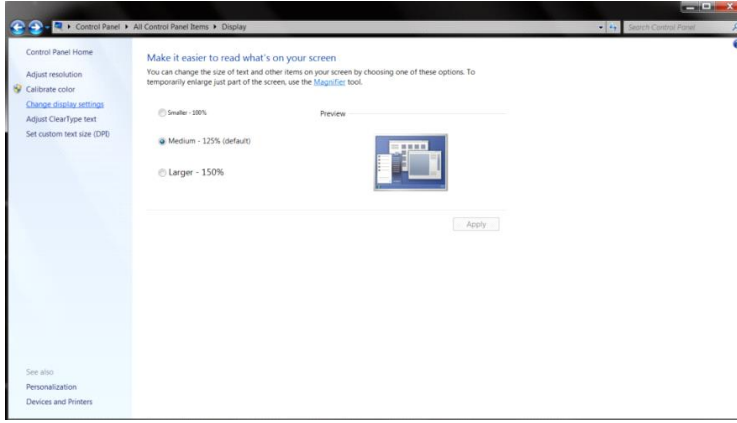 Control Panel ▸ All Control Panel Items ▸ Display
Search Control Panel
Control Panel Home
Adjust resolution
Calibrate color
Change display settings
Adjust ClearType text
Set custom text size (DPI)
Make it easier to read what's on your screen
You can change the size of text and other items on your screen by choosing one of these options. To
temporarily enlarge just part of the screen, use the Magnifier tool.
Smaller - 100%
Preview
Medium - 125% (default)
Larger - 150%
Apply
See also
Personalization
Devices and Printers